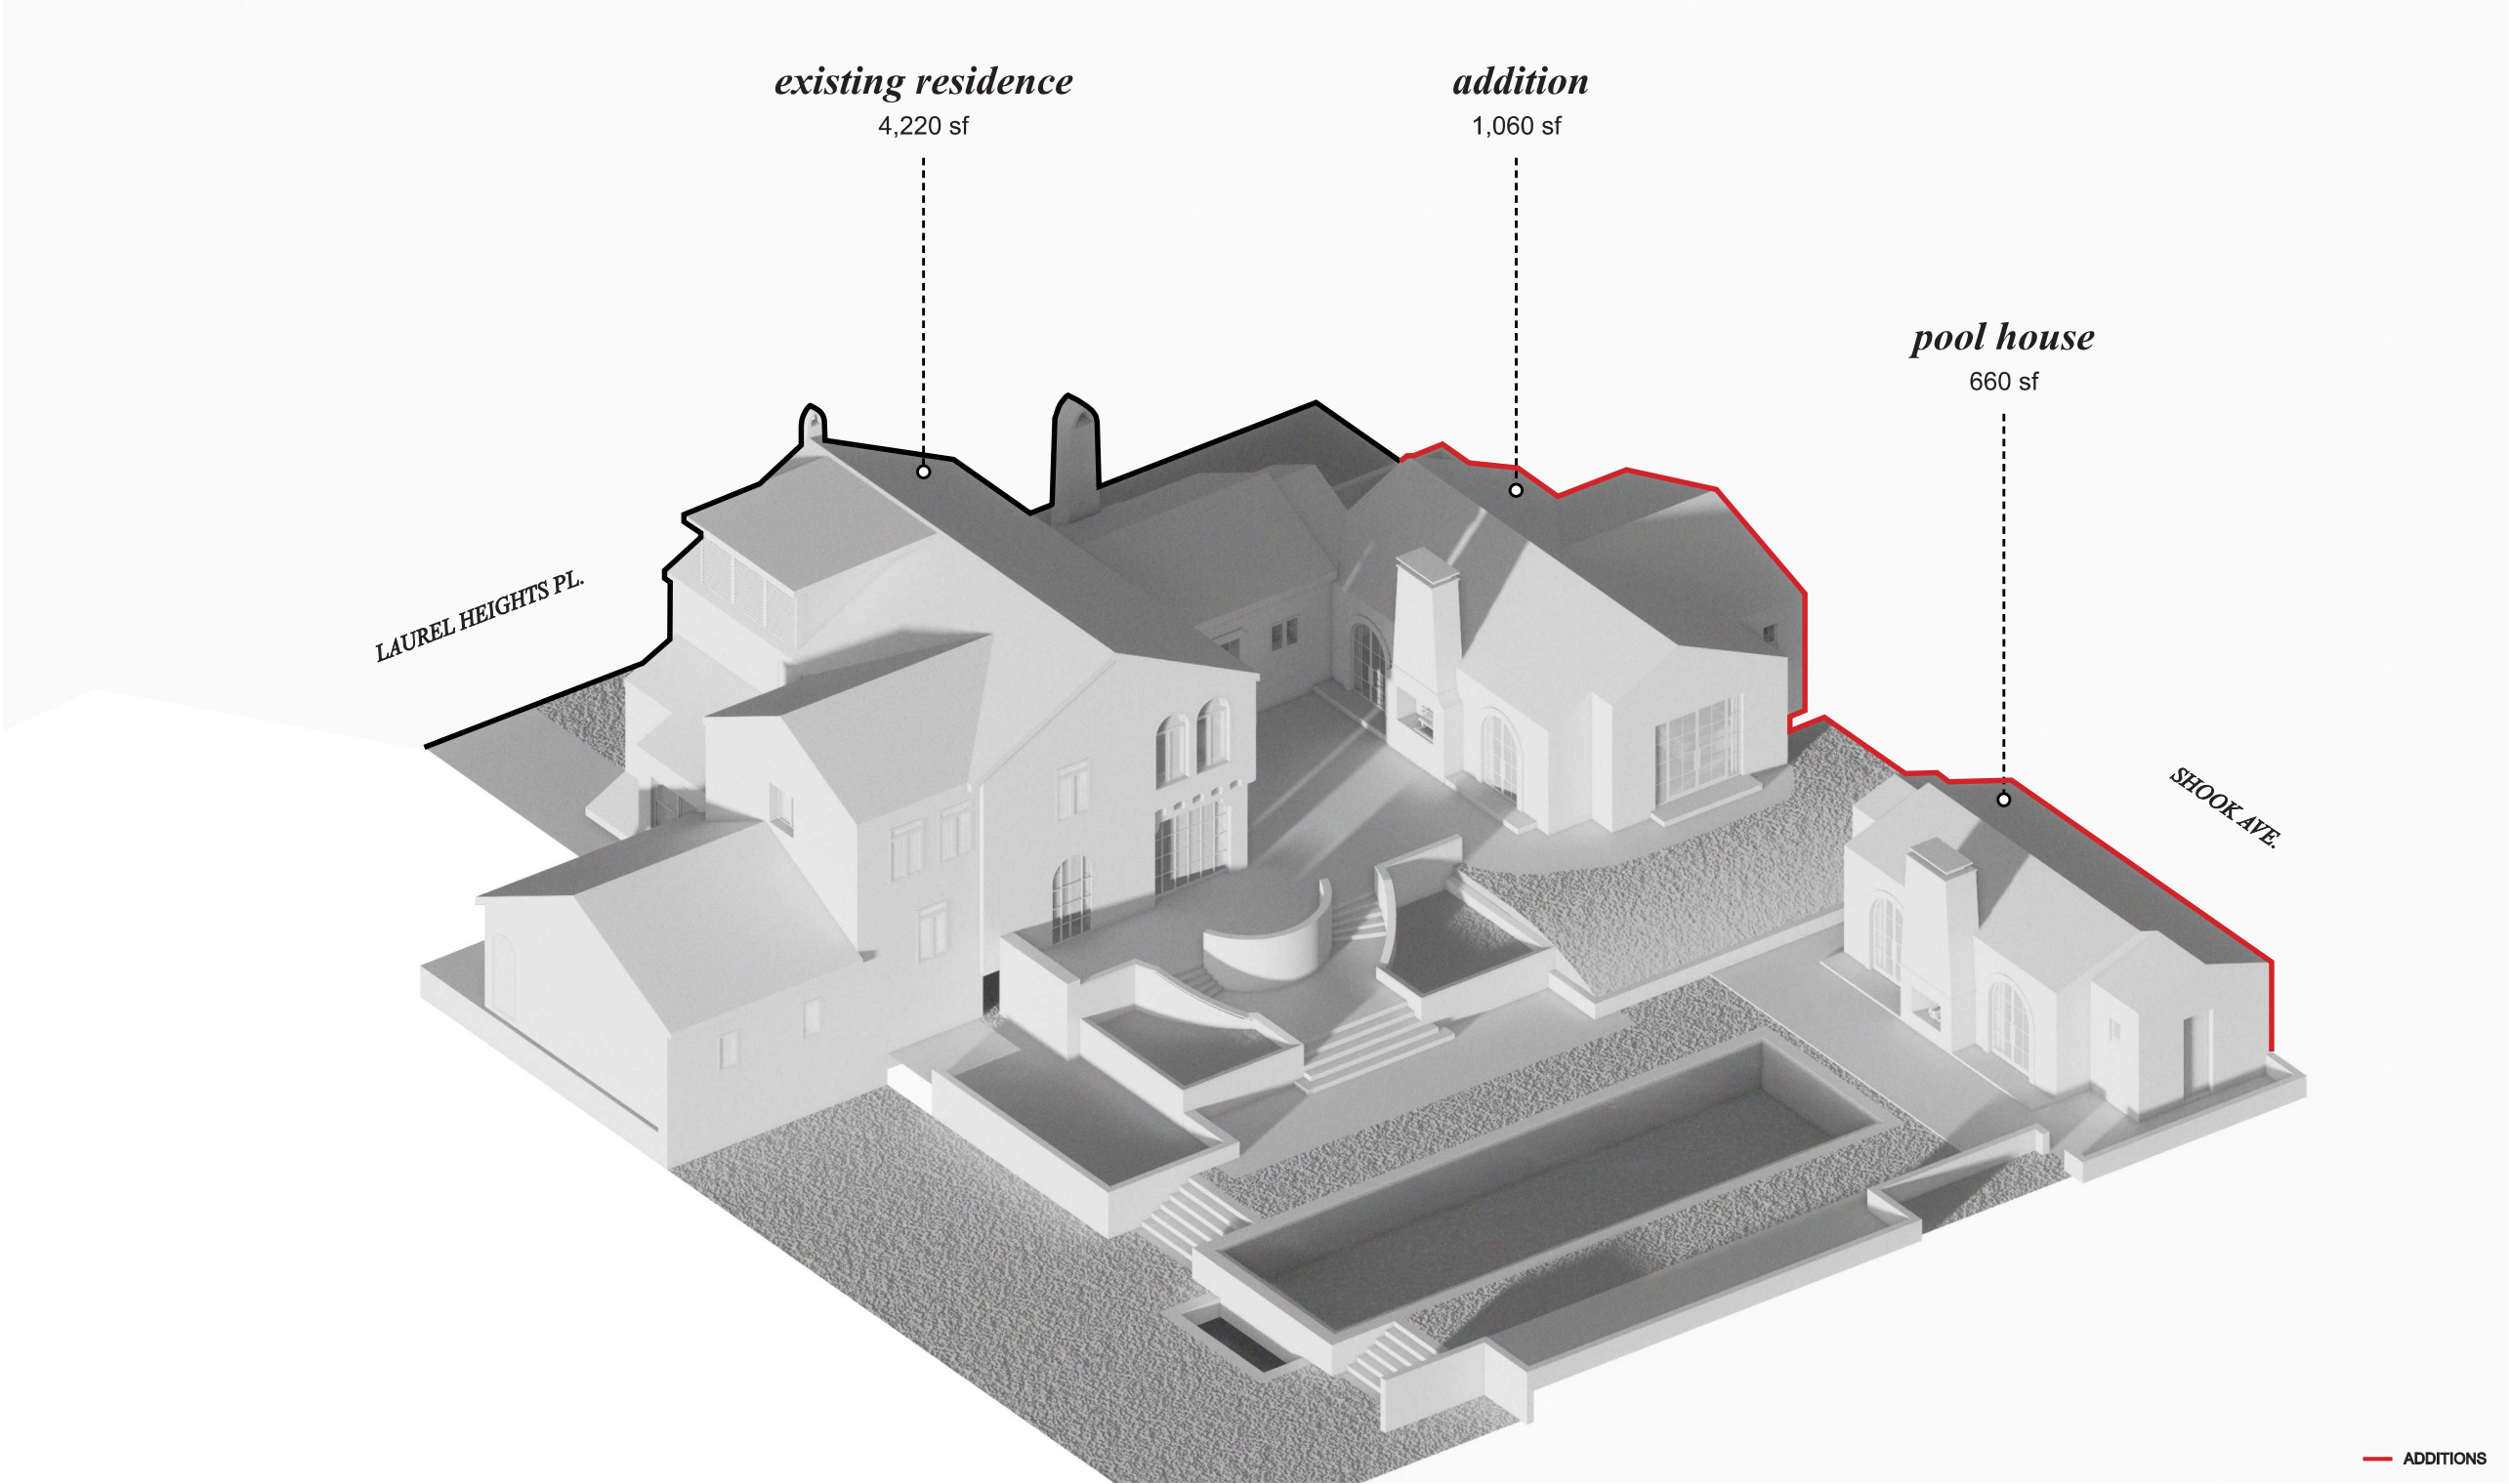 existing residence
4,220 sf
addition
1,060 sf
pool house
660 sf
LAUREL HEIGHTS PL.
SHOOK AVE.
ADDITIONS